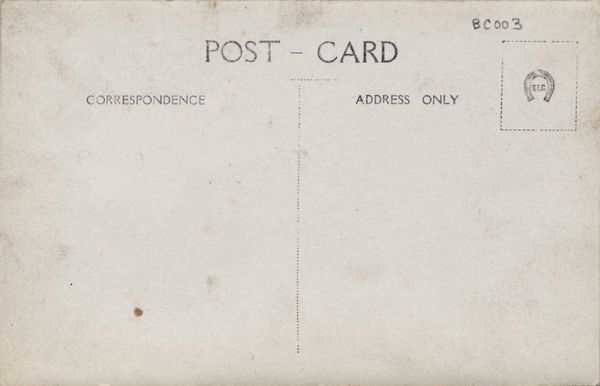 BC003
POST – CARD
CORRESPONDENCE
ADDRESS ONLY
T.I.C